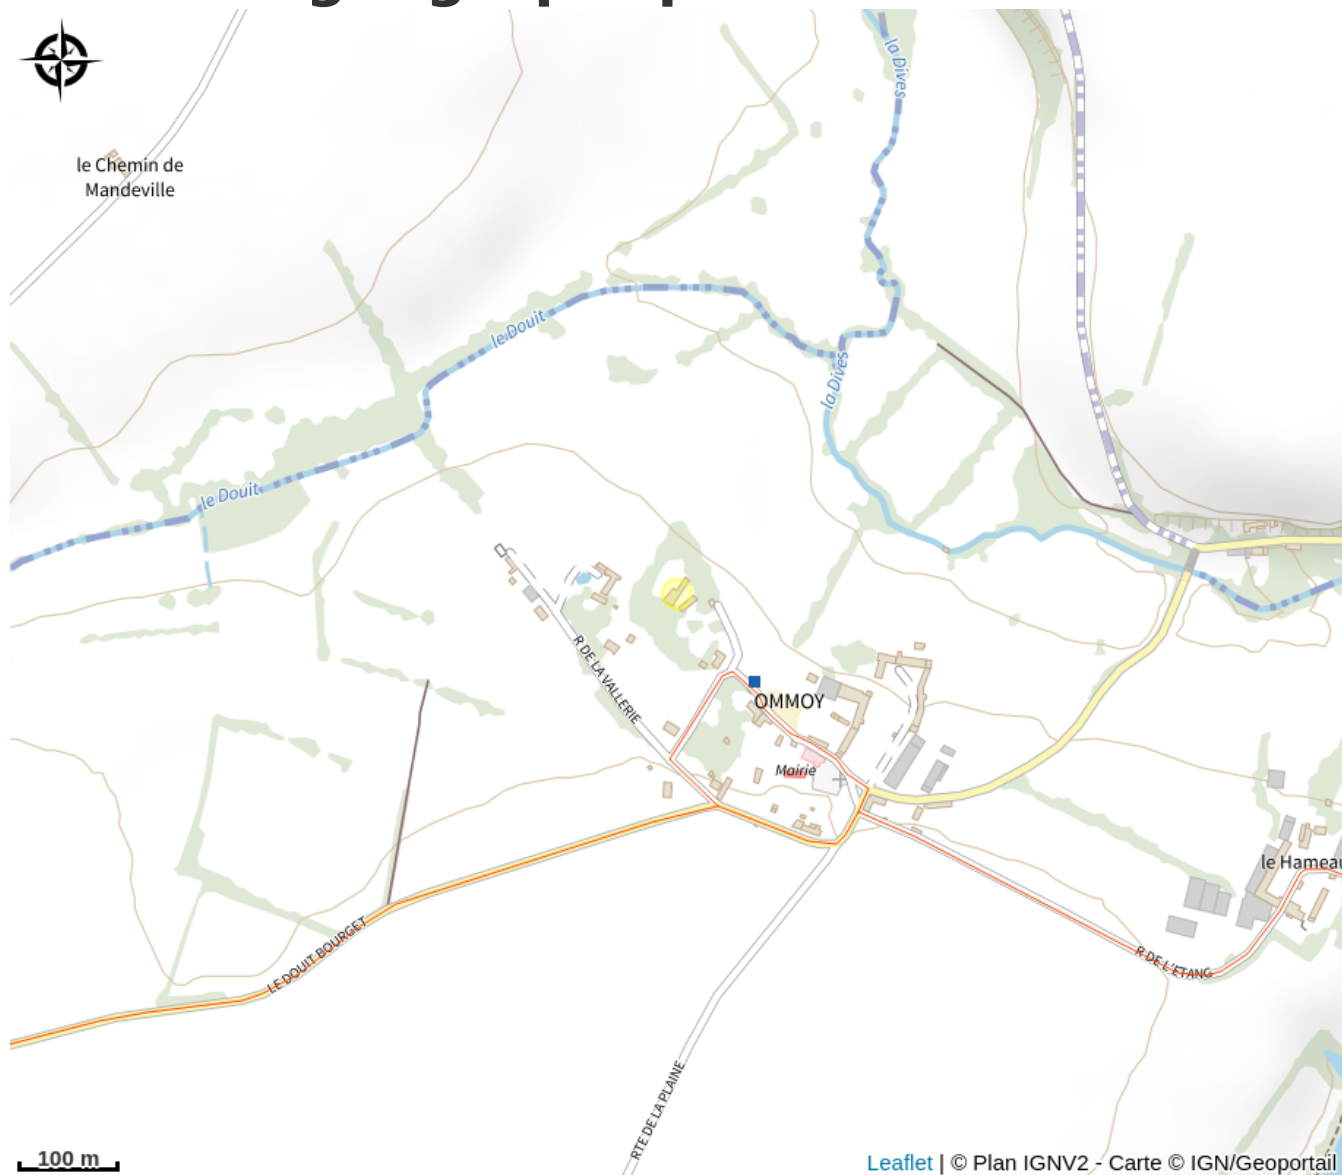 la Dives
le Chemin de
Mandeville
le Douit
la Dives
le Douit
R DE LA VALLERIE
OMMOY
Mairie
le Hameau
LE DOUIT BOURGET
R DE L'ETANG
RTE DE LA PLAINE
100 m
Leaflet | © Plan IGNV2 - Carte © IGN/Geoportail